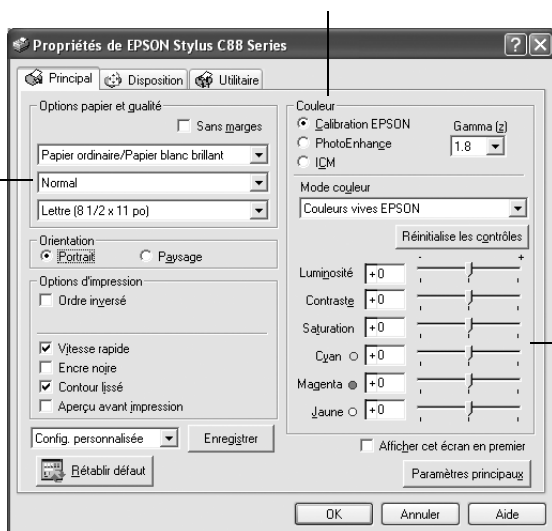 Propriétés de EPSON Stylus C88 Series
Principal
Disposition
Utilitaire
Options papier et qualité
Sans marges
Papier ordinaire/Papier blanc brillant
Normal
Lettre (8 1/2 x 11 po)
Orientation
Portrait
Paysage
Options d'impression
Ordre inversé
Vitesse rapide
Encre noire
Contour lissé
Aperçu avant impression
Config. personnalisée
Enregistrer
Rétablir défaut
Couleur
Calibration EPSON
PhotoEnhance
ICM
Gamma (z)
1.8
Mode couleur
Couleurs vives EPSON
Réinitialise les contrôles
- +
Luminosité +0
Contraste +0
Saturation +0
Cyan +0
Magenta +0
Jaune +0
Afficher cet écran en premier
Paramètres principaux
OK
Annuler
Aide